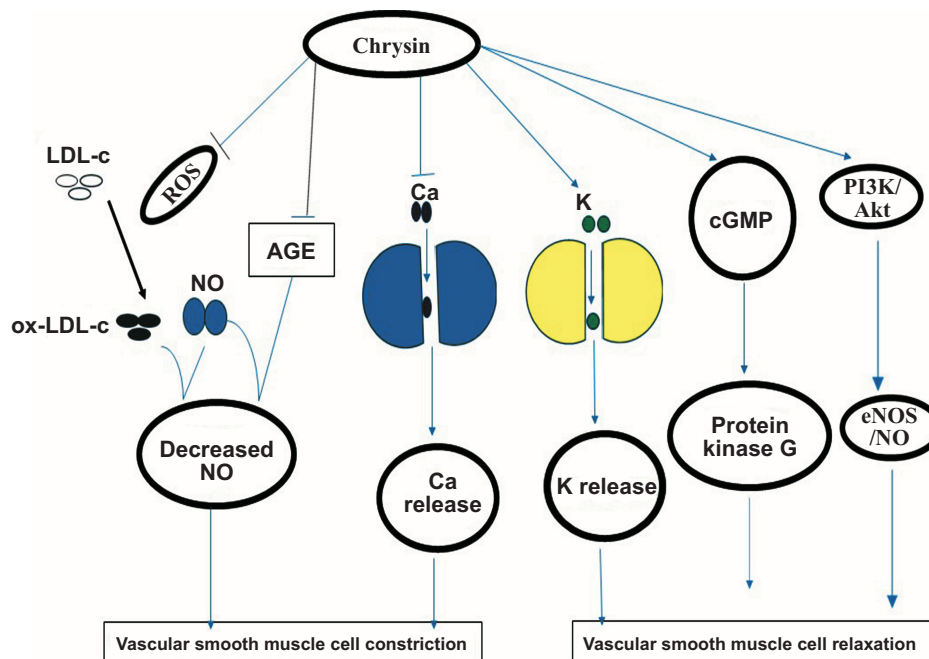 Chrysin
LDL-c
ROS
Ca
K
cGMP
PI3K/
Akt
AGE
NO
ox-LDL-c
Decreased
NO
Ca
release
K release
Protein
kinase G
eNOS
/NO
Vascular smooth muscle cell constriction
Vascular smooth muscle cell relaxation